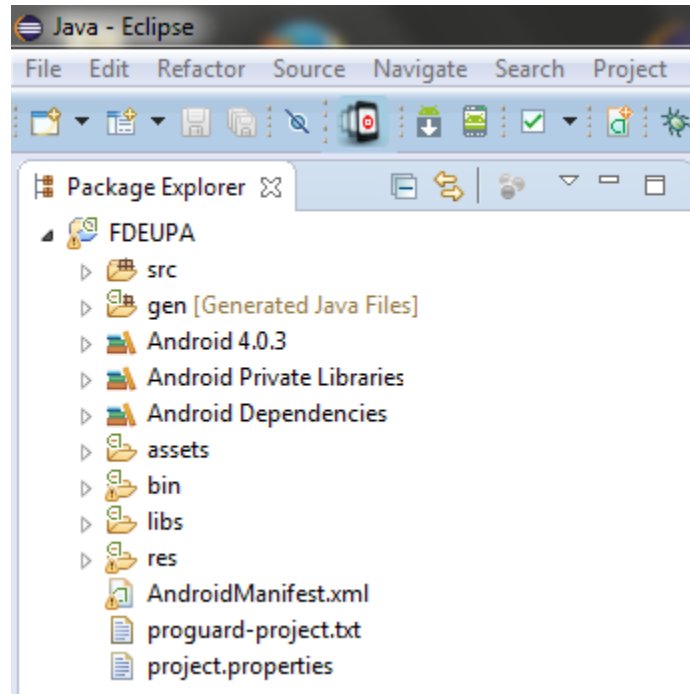 Java - Eclipse
File Edit Refactor Source Navigate Search Project
Package Explorer
FDEUPA
src
gen [Generated Java Files]
Android 4.0.3
Android Private Libraries
Android Dependencies
assets
bin
libs
res
AndroidManifest.xml
proguard-project.txt
project.properties